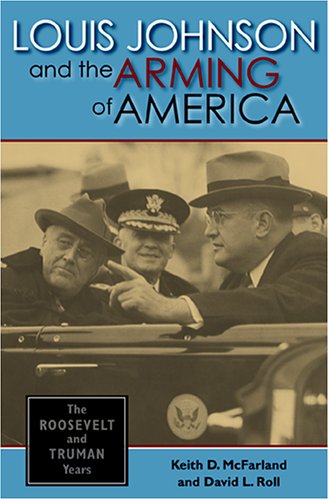 LOUIS JOHNSON
and the ARMING
of AMERICA
The
ROOSEVELT
and
TRUMAN
Years
Keith D. McFarland
and David L. Roll